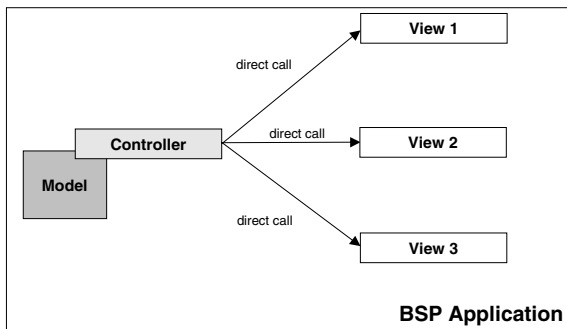 View 1
direct call
Controller
direct call
View 2
Model
direct call
View 3
BSP Application